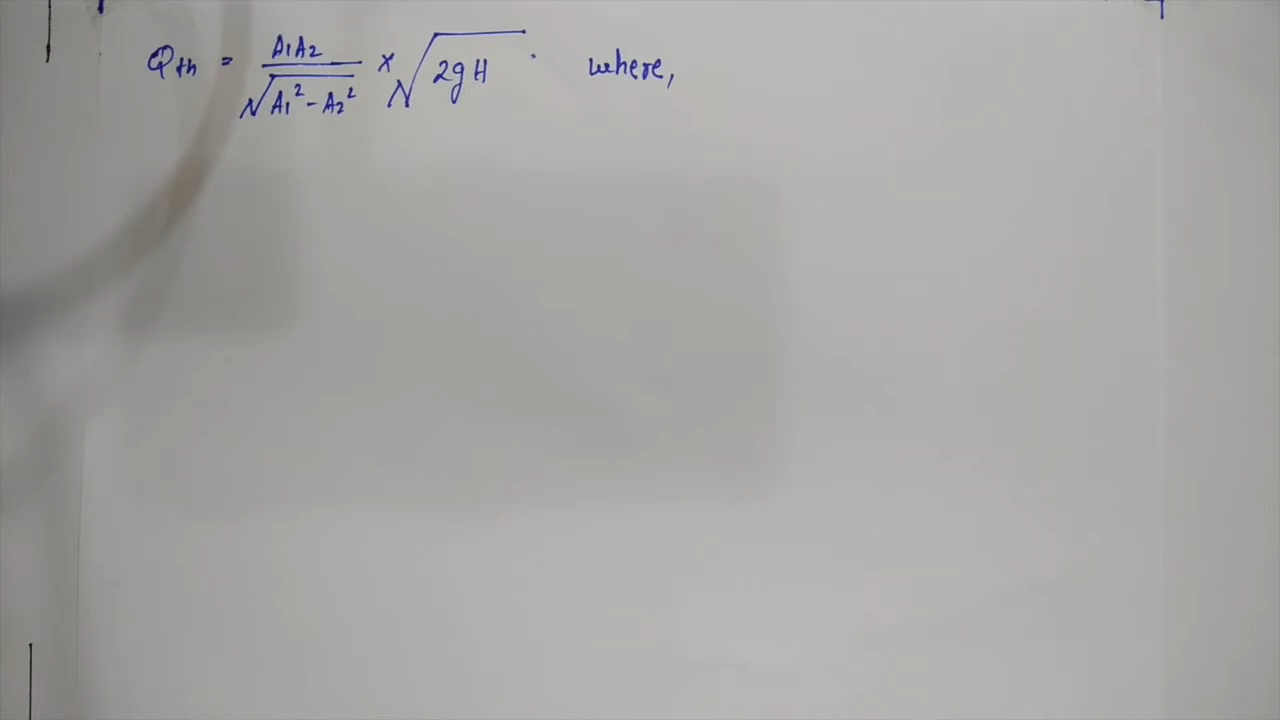 Qth = A1A2 / √(A1² - A2²) × √(2gH) where,